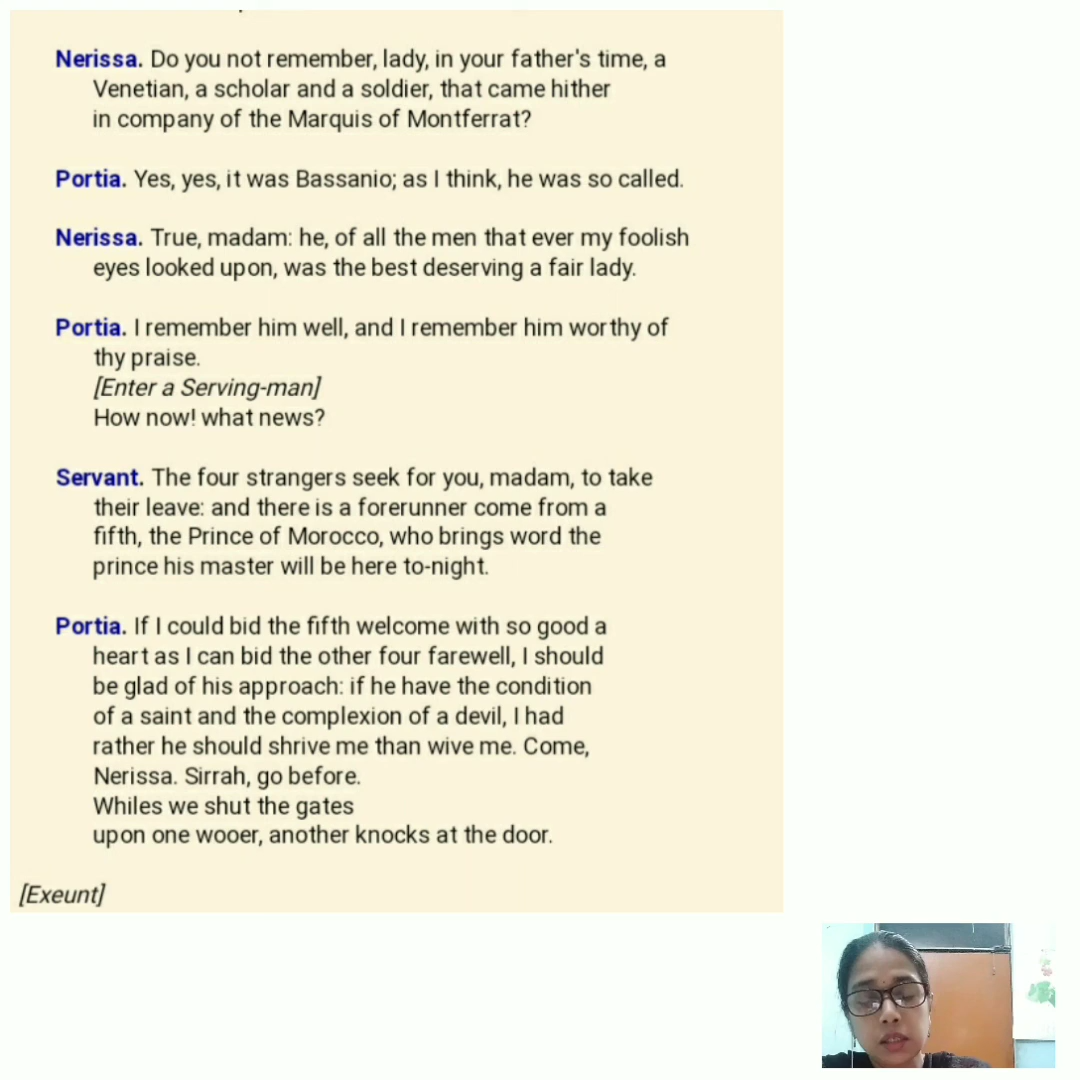 Nerissa. Do you not remember, lady, in your father's time, a
Venetian, a scholar and a soldier, that came hither
in company of the Marquis of Montferrat?
Portia. Yes, yes, it was Bassanio; as I think, he was so called.
Nerissa. True, madam: he, of all the men that ever my foolish
eyes looked upon, was the best deserving a fair lady.
Portia. I remember him well, and I remember him worthy of
thy praise.
[Enter a Serving-man]
How now! what news?
Servant. The four strangers seek for you, madam, to take
their leave: and there is a forerunner come from a
fifth, the Prince of Morocco, who brings word the
prince his master will be here to-night.
Portia. If I could bid the fifth welcome with so good a
heart as I can bid the other four farewell, I should
be glad of his approach: if he have the condition
of a saint and the complexion of a devil, I had
rather he should shrive me than wive me. Come,
Nerissa. Sirrah, go before.
Whiles we shut the gates
upon one wooer, another knocks at the door.
[Exeunt]